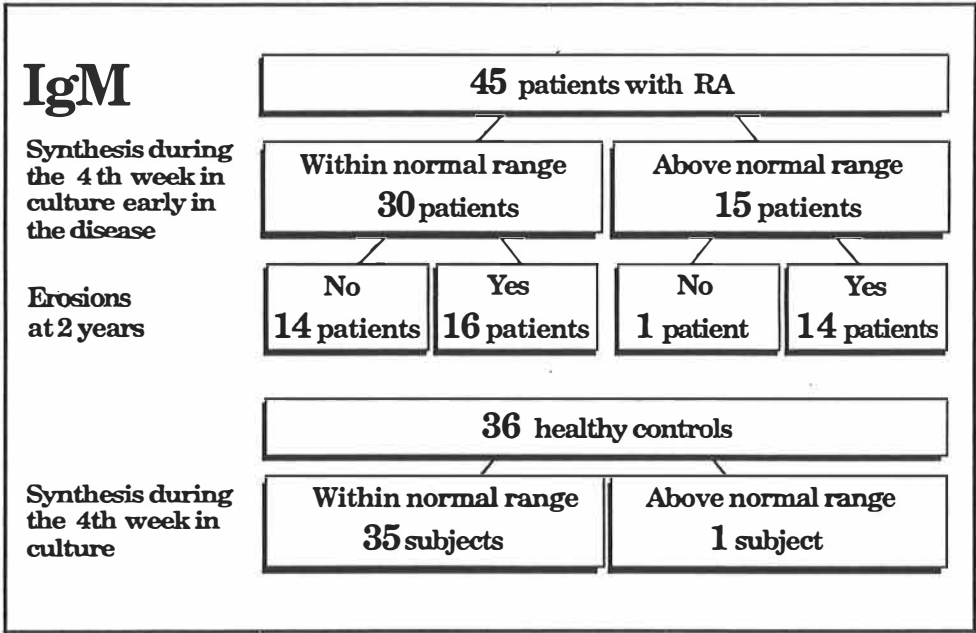 IgM
45 patients with RA
Synthesis during
the 4 th week in
culture early in
the disease
Within normal range
30 patients
Above normal range
15 patients
Erosions
at 2 years
No
14 patients
Yes
16 patients
No
1 patient
Yes
14 patients
36 healthy controls
Synthesis during
the 4th week in
culture
Within normal range
35 subjects
Above normal range
1 subject